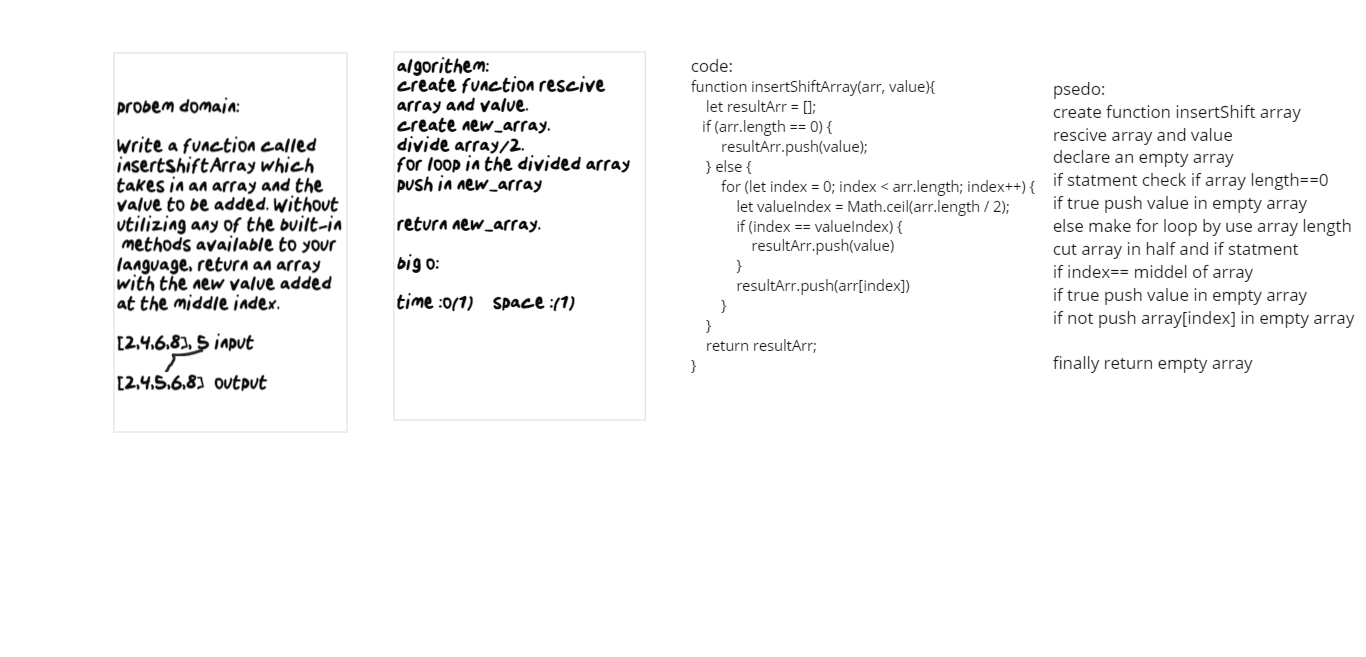 probem domain:
Write a function called
insertShiftArray which
takes in an array and the
value to be added. Without
utilizing any of the built-in
methods available to your
language, return an array
with the new value added
at the middle index.
[2,4,6,8], 5 input
[2,4,5,6,8] output
algorithem:
create function rescive
array and value.
create new_array.
divide array/2.
for loop in the divided array
push in new_array
return new_array.
big o:
time :o(1) space :(1)
code:
function insertShiftArray(arr, value){
let resultArr = [];
if (arr.length == 0) {
resultArr.push(value);
} else {
for (let index = 0; index < arr.length; index++) {
let valueIndex = Math.ceil(arr.length / 2);
if (index == valueIndex) {
resultArr.push(value)
}
resultArr.push(arr[index])
}
}
return resultArr;
}
psedo:
create function insertShift array
rescive array and value
declare an empty array
if statment check if array length==0
if true push value in empty array
else make for loop by use array length
cut array in half and if statment
if index== middel of array
if true push value in empty array
if not push array[index] in empty array
finally return empty array